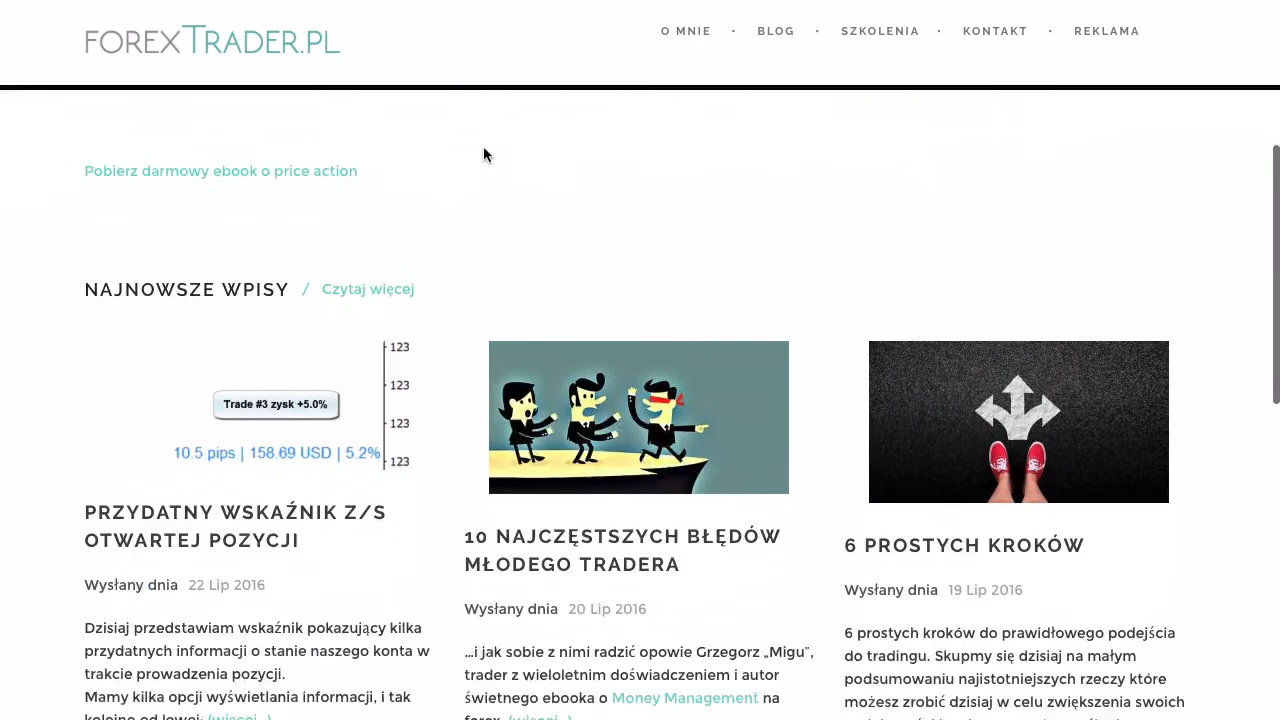 FOREXTRADER.PL
O MNIE • BLOG • SZKOLENIA • KONTAKT • REKLAMA
Pobierz darmowy ebook o price action
NAJNOWSZE WPISY / Czytaj więcej
123
123
Trade #3 zysk +5.0%
123
10.5 pips | 158.69 USD | 5.2%
123
PRZYDATNY WSKAŹNIK Z/S
OTWARTEJ POZYCJI
Wysłany dnia 22 Lip 2016
Dzisiaj przedstawiam wskaźnik pokazujący kilka
przydatnych informacji o stanie naszego konta w
trakcie prowadzenia pozycji.
Mamy kilka opcji wyświetlania informacji, i tak
kolejno od lewej: (więcej…)
10 NAJCZĘSTSZYCH BŁĘDÓW
MŁODEGO TRADERA
Wysłany dnia 20 Lip 2016
…i jak sobie z nimi radzić opowie Grzegorz „Migu”,
trader z wieloletnim doświadczeniem i autor
świetnego ebooka o Money Management na
forex. (więcej…)
6 PROSTYCH KROKÓW
Wysłany dnia 19 Lip 2016
6 prostych kroków do prawidłowego podejścia
do tradingu. Skupmy się dzisiaj na małym
podsumowaniu najistotniejszych rzeczy które
możesz zrobić dzisiaj w celu zwiększenia swoich